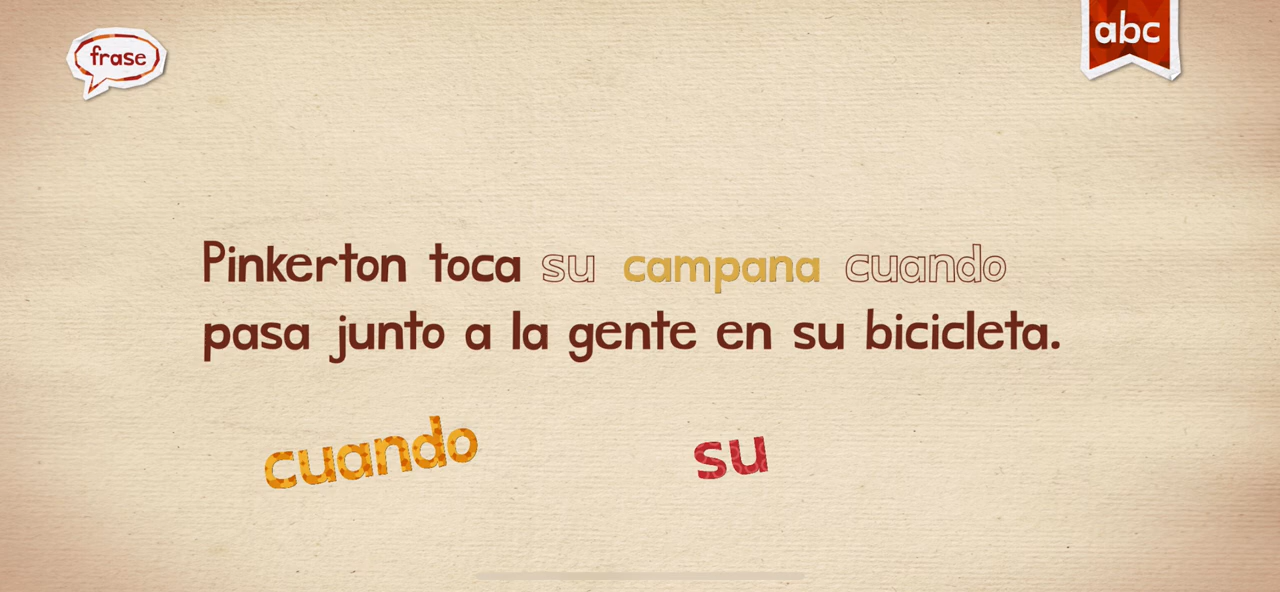 frase
abc
Pinkerton toca su campana cuando
pasa junto a la gente en su bicicleta.
cuando su